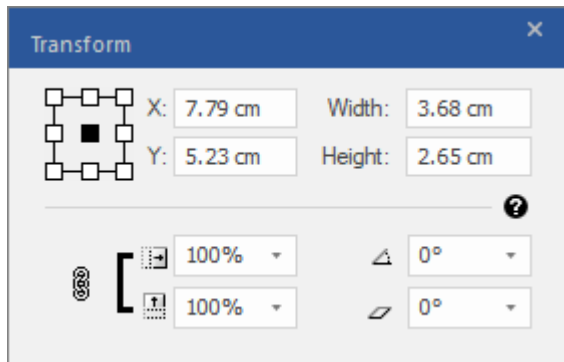 Transform
X: 7.79 cm Width: 3.68 cm
Y: 5.23 cm Height: 2.65 cm
?
100% 0°
100% 0°